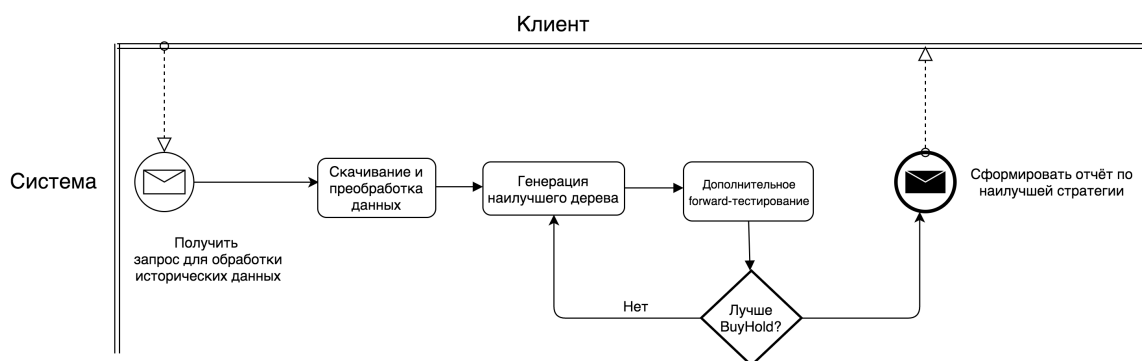 Клиент
Система
Получить
запрос для обработки
исторических данных
Скачивание и
преобработка
данных
Генерация
наилучшего дерева
Дополнительное
forward-тестирование
Лучше
BuyHold?
Нет
Сформировать отчёт по
наилучшей стратегии